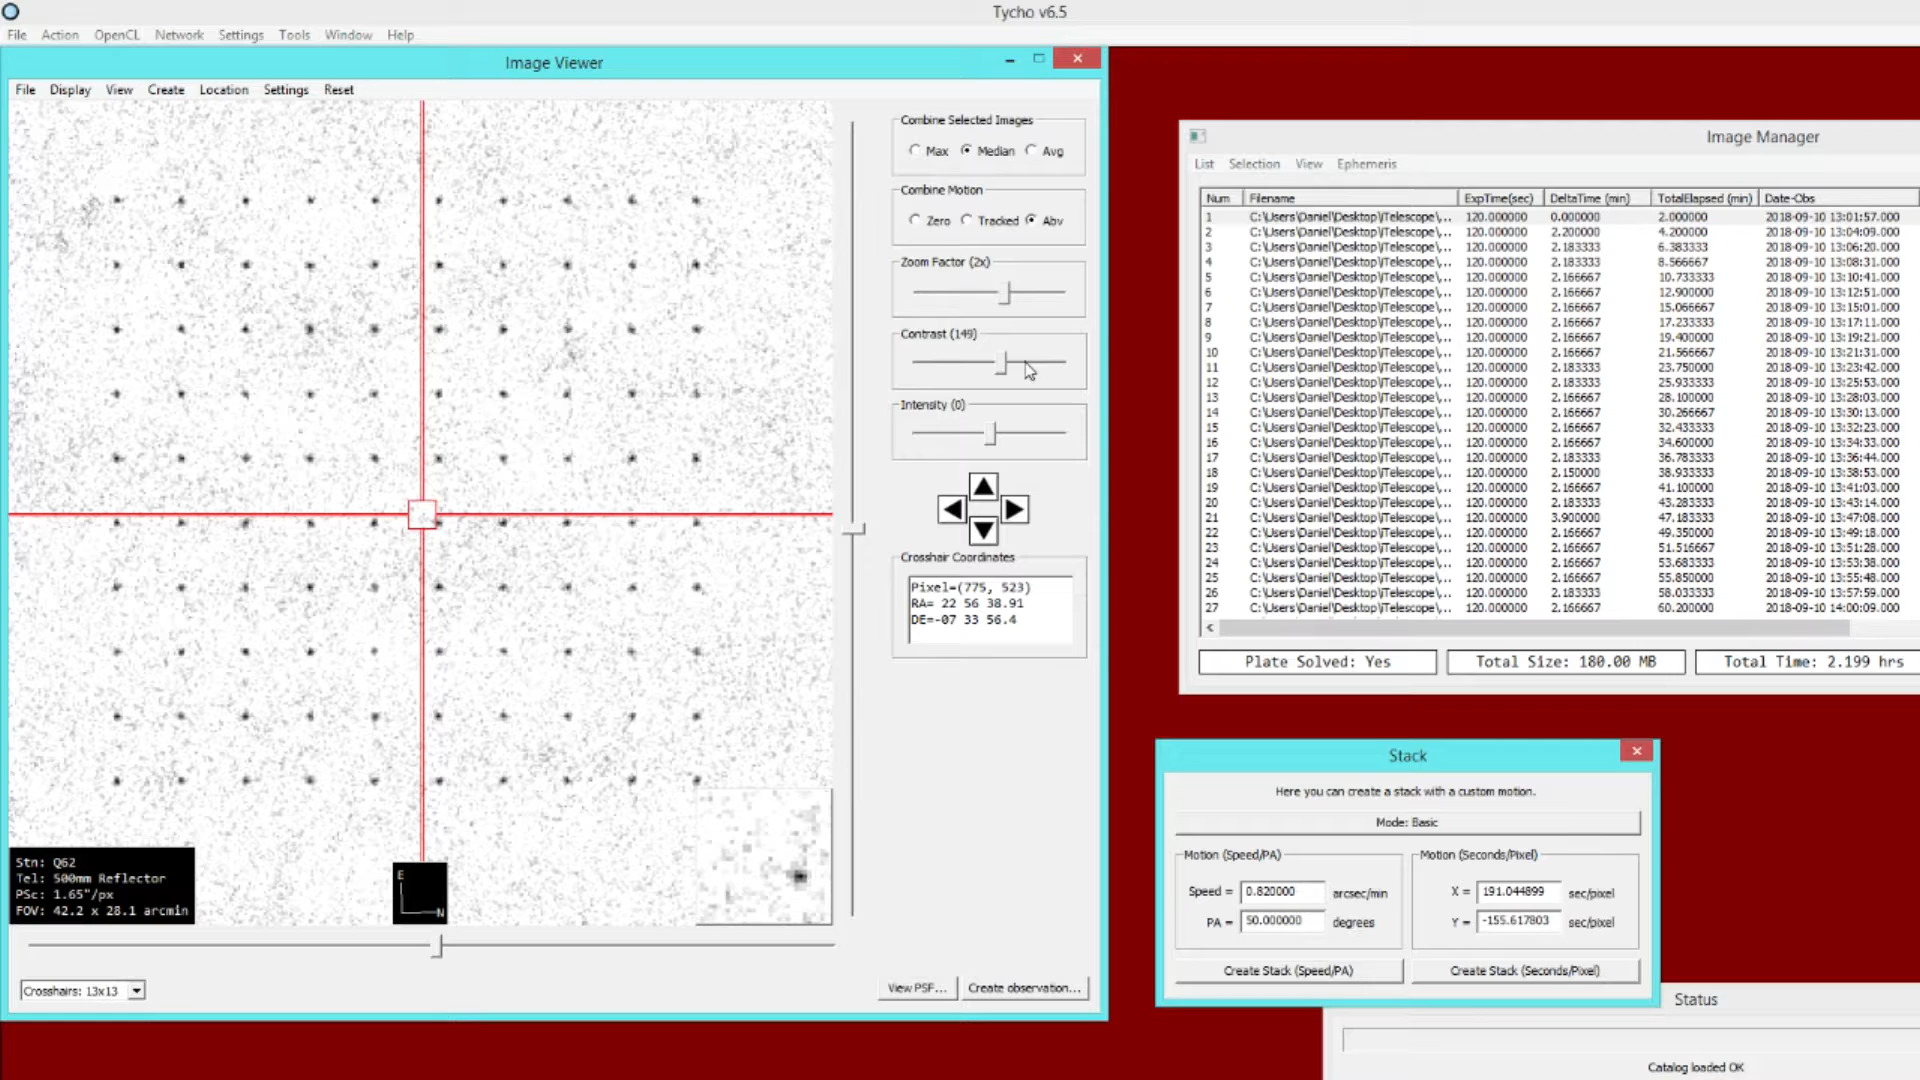 Tycho v6.5
File Action OpenCL Network Settings Tools Window Help
Image Viewer
File Display View Create Location Settings Reset
Combine Selected Images
Max Median Avg
Combine Motion
Zero Tracked Abv
Zoom Factor (2x)
Contrast (149)
Intensity (0)
Crosshair Coordinates
Pixel=(775, 523)
RA= 22 56 38.91
DE=-07 33 56.4
Stn: Q62
Tel: 500mm Reflector
PSc: 1.65"/px
FOV: 42.2 x 28.1 arcmin
E
N
Crosshairs: 13x13
View PSF... Create observation...
Image Manager
List Selection View Ephemeris
Num Filename ExpTime(sec) DeltaTime (min) TotalElapsed (min) Date-Obs
1 C:\Users\Daniel\Desktop\iTelescope\,... 120.000000 0.000000 2.000000 2018-09-10 13:01:57.000
2 C:\Users\Daniel\Desktop\iTelescope\,... 120.000000 2.200000 4.200000 2018-09-10 13:04:09.000
3 C:\Users\Daniel\Desktop\iTelescope\,... 120.000000 2.183333 6.383333 2018-09-10 13:06:20.000
4 C:\Users\Daniel\Desktop\iTelescope\,... 120.000000 2.183333 8.566667 2018-09-10 13:08:31.000
5 C:\Users\Daniel\Desktop\iTelescope\,... 120.000000 2.166667 10.733333 2018-09-10 13:10:41.000
6 C:\Users\Daniel\Desktop\iTelescope\,... 120.000000 2.166667 12.900000 2018-09-10 13:12:51.000
7 C:\Users\Daniel\Desktop\iTelescope\,... 120.000000 2.166667 15.066667 2018-09-10 13:15:01.000
8 C:\Users\Daniel\Desktop\iTelescope\,... 120.000000 2.166667 17.233333 2018-09-10 13:17:11.000
9 C:\Users\Daniel\Desktop\iTelescope\,... 120.000000 2.166667 19.400000 2018-09-10 13:19:21.000
10 C:\Users\Daniel\Desktop\iTelescope\,... 120.000000 2.166667 21.566667 2018-09-10 13:21:31.000
11 C:\Users\Daniel\Desktop\iTelescope\,... 120.000000 2.183333 23.750000 2018-09-10 13:23:42.000
12 C:\Users\Daniel\Desktop\iTelescope\,... 120.000000 2.183333 25.933333 2018-09-10 13:25:53.000
13 C:\Users\Daniel\Desktop\iTelescope\,... 120.000000 2.166667 28.100000 2018-09-10 13:28:03.000
14 C:\Users\Daniel\Desktop\iTelescope\,... 120.000000 2.166667 30.266667 2018-09-10 13:30:13.000
15 C:\Users\Daniel\Desktop\iTelescope\,... 120.000000 2.166667 32.433333 2018-09-10 13:32:23.000
16 C:\Users\Daniel\Desktop\iTelescope\,... 120.000000 2.166667 34.600000 2018-09-10 13:34:33.000
17 C:\Users\Daniel\Desktop\iTelescope\,... 120.000000 2.183333 36.783333 2018-09-10 13:36:44.000
18 C:\Users\Daniel\Desktop\iTelescope\,... 120.000000 2.150000 38.933333 2018-09-10 13:38:53.000
19 C:\Users\Daniel\Desktop\iTelescope\,... 120.000000 2.166667 41.100000 2018-09-10 13:41:03.000
20 C:\Users\Daniel\Desktop\iTelescope\,... 120.000000 2.183333 43.283333 2018-09-10 13:43:14.000
21 C:\Users\Daniel\Desktop\iTelescope\,... 120.000000 3.900000 47.183333 2018-09-10 13:47:08.000
22 C:\Users\Daniel\Desktop\iTelescope\,... 120.000000 2.166667 49.350000 2018-09-10 13:49:18.000
23 C:\Users\Daniel\Desktop\iTelescope\,... 120.000000 2.166667 51.516667 2018-09-10 13:51:28.000
24 C:\Users\Daniel\Desktop\iTelescope\,... 120.000000 2.166667 53.683333 2018-09-10 13:53:38.000
25 C:\Users\Daniel\Desktop\iTelescope\,... 120.000000 2.166667 55.850000 2018-09-10 13:55:48.000
26 C:\Users\Daniel\Desktop\iTelescope\,... 120.000000 2.183333 58.033333 2018-09-10 13:57:59.000
27 C:\Users\Daniel\Desktop\iTelescope\,... 120.000000 2.166667 60.200000 2018-09-10 14:00:09.000
Plate Solved: Yes Total Size: 180.00 MB Total Time: 2.199 hrs
Stack
Here you can create a stack with a custom motion.
Mode: Basic
Motion (Speed/PA) Motion (Seconds/Pixel)
Speed = 0.820000 arcsec/min X = 191.044899 sec/pixel
PA = 50.000000 degrees Y = -155.617803 sec/pixel
Create Stack (Speed/PA) Create Stack (Seconds/Pixel)
Status
Catalog loaded OK